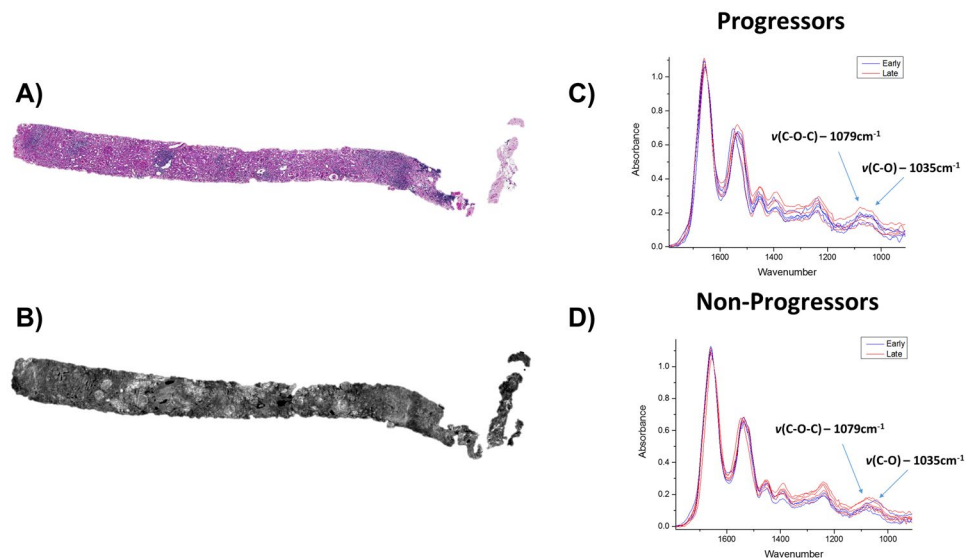 Progressors
A)
C)
Early
Late
1.0
0.8
0.6
0.4
0.2
0.0
Absorbance
ν(C-O-C) – 1079cm⁻¹
ν(C-O) – 1035cm⁻¹
1600 1400 1200 1000
Wavenumber
Non-Progressors
B)
D)
Early
Late
1.0
0.8
0.6
0.4
0.2
0.0
Absorbance
ν(C-O-C) – 1079cm⁻¹
ν(C-O) – 1035cm⁻¹
1600 1400 1200 1000
Wavenumber